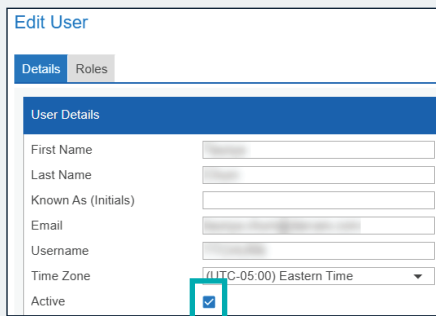 Edit User
Details Roles
User Details
First Name
Last Name
Known As (Initials)
Email
Username
Time Zone (UTC-05:00) Eastern Time
Active